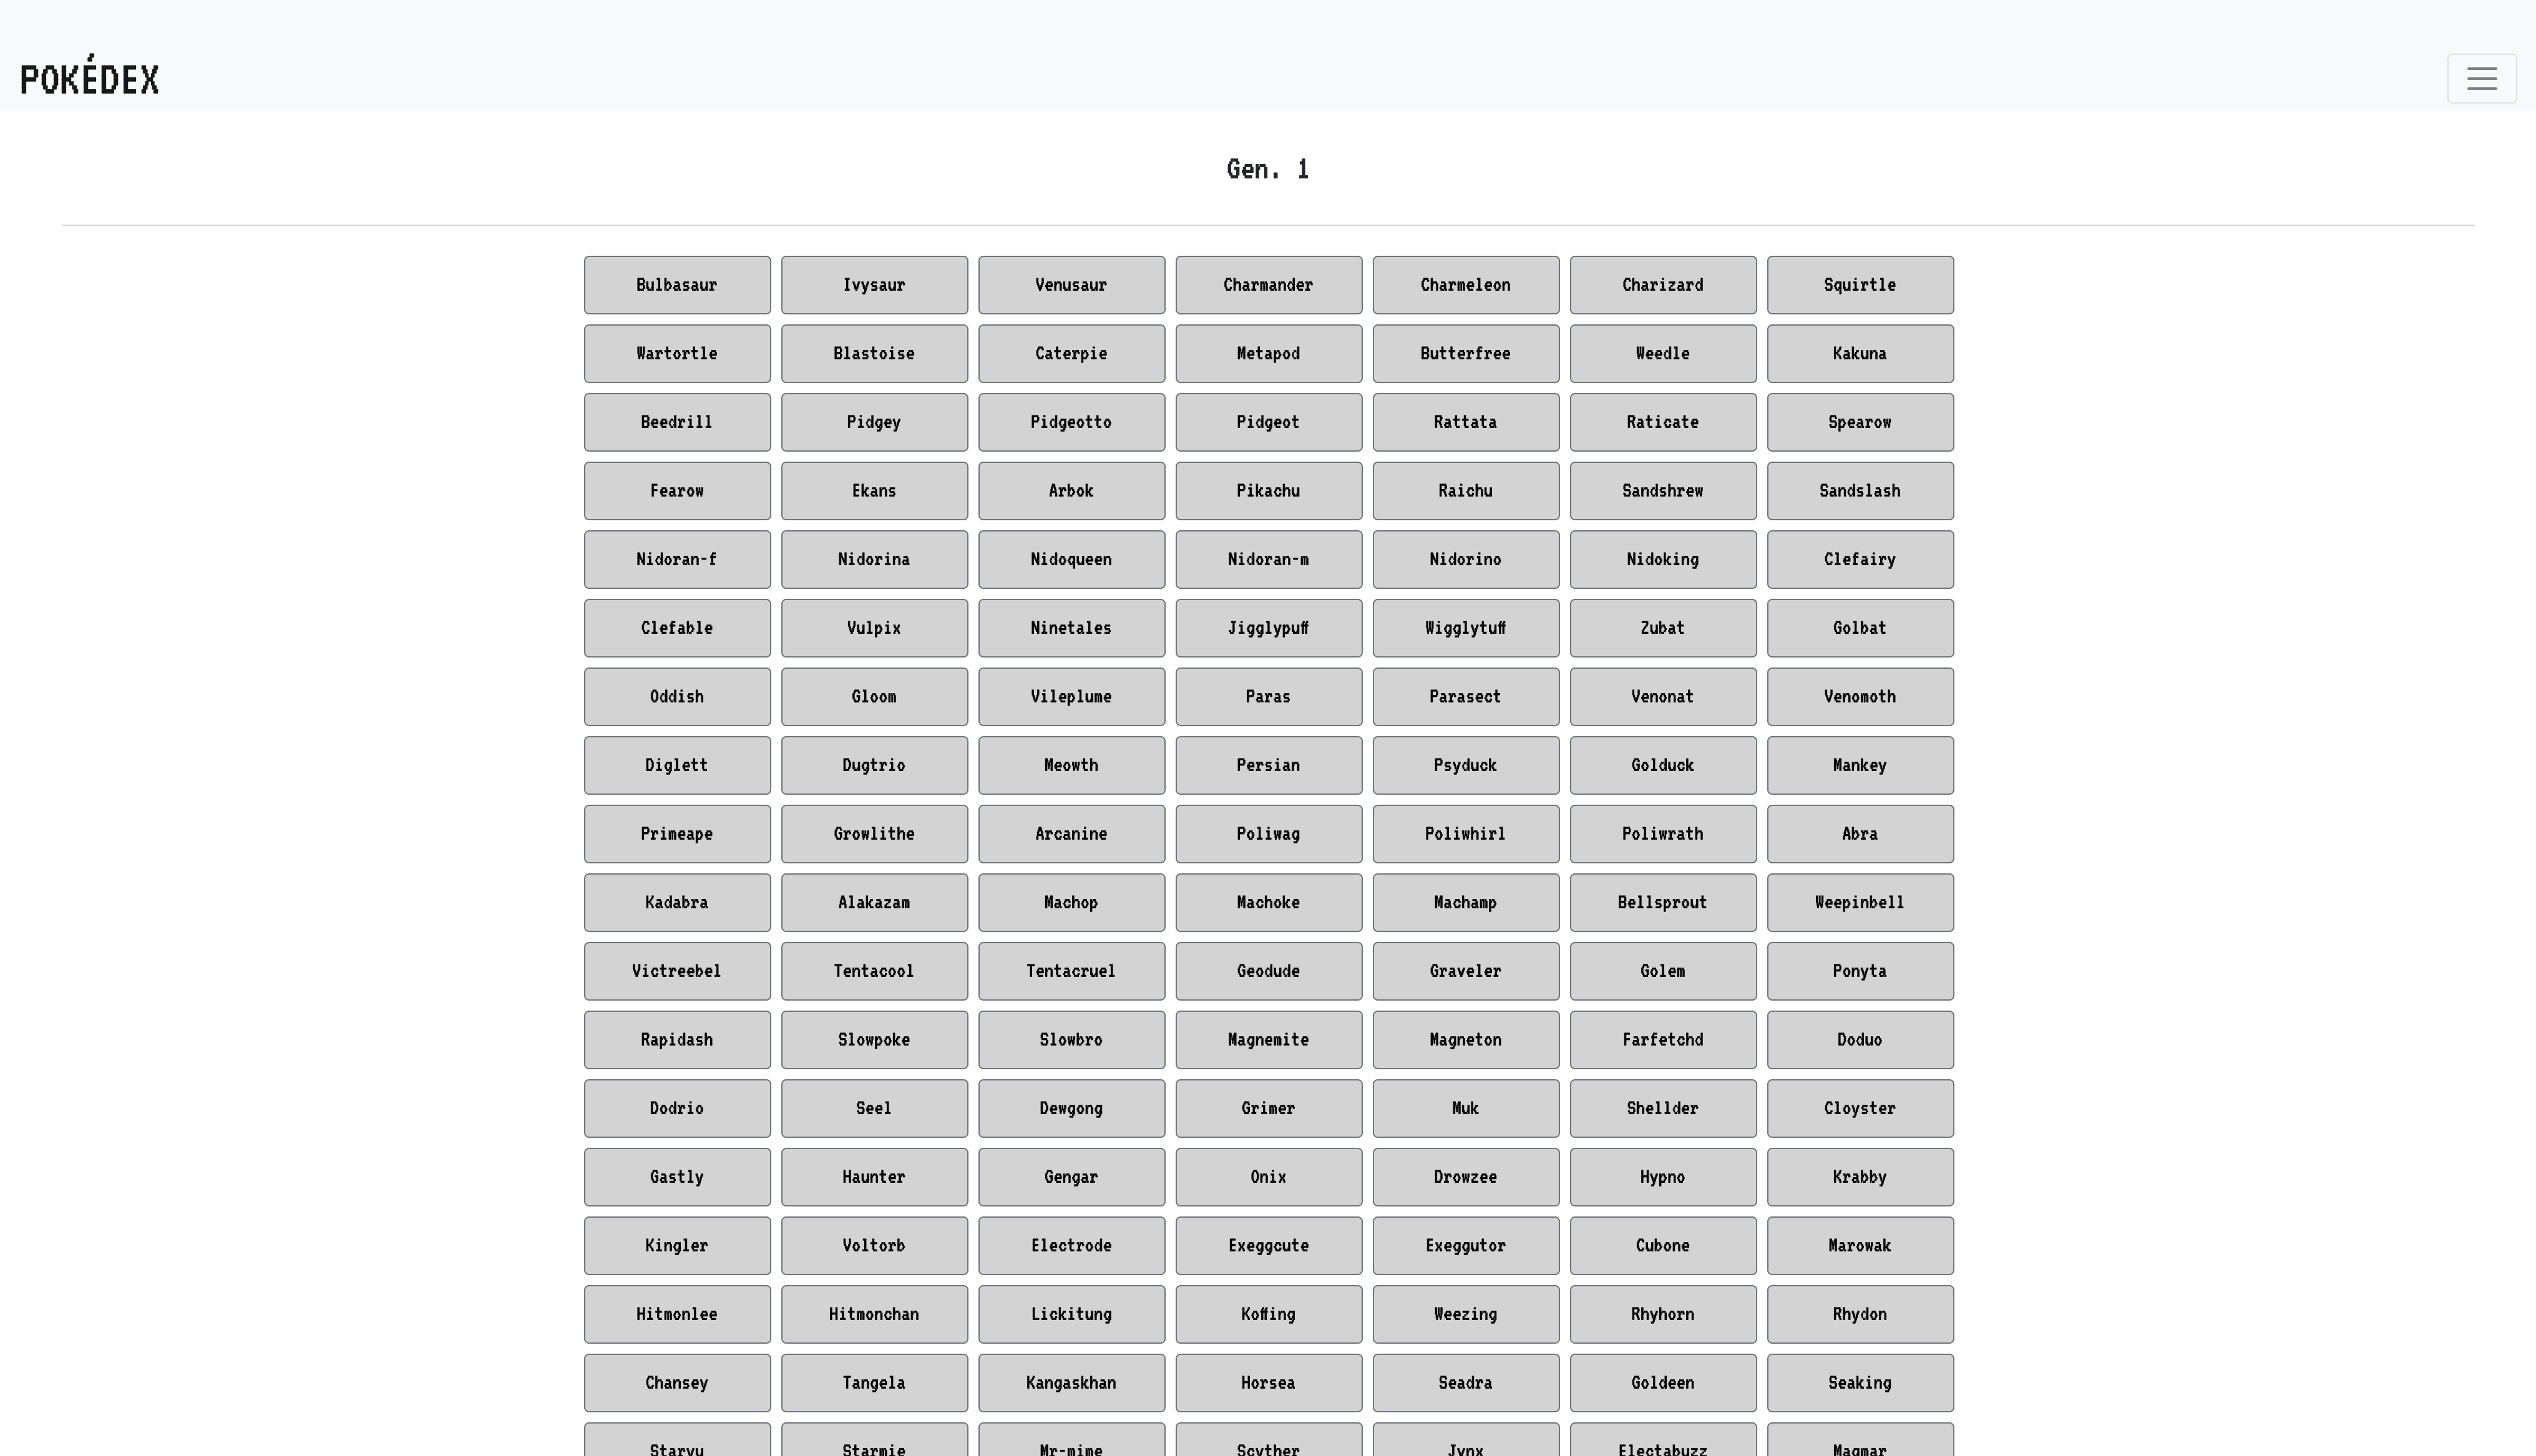 POKÉDEX
Gen. 1
Bulbasaur Ivysaur Venusaur Charmander Charmeleon Charizard Squirtle
Wartortle Blastoise Caterpie Metapod Butterfree Weedle Kakuna
Beedrill Pidgey Pidgeotto Pidgeot Rattata Raticate Spearow
Fearow Ekans Arbok Pikachu Raichu Sandshrew Sandslash
Nidoran-f Nidorina Nidoqueen Nidoran-m Nidorino Nidoking Clefairy
Clefable Vulpix Ninetales Jigglypuff Wigglytuff Zubat Golbat
Oddish Gloom Vileplume Paras Parasect Venonat Venomoth
Diglett Dugtrio Meowth Persian Psyduck Golduck Mankey
Primeape Growlithe Arcanine Poliwag Poliwhirl Poliwrath Abra
Kadabra Alakazam Machop Machoke Machamp Bellsprout Weepinbell
Victreebel Tentacool Tentacruel Geodude Graveler Golem Ponyta
Rapidash Slowpoke Slowbro Magnemite Magneton Farfetchd Doduo
Dodrio Seel Dewgong Grimer Muk Shellder Cloyster
Gastly Haunter Gengar Onix Drowzee Hypno Krabby
Kingler Voltorb Electrode Exeggcute Exeggutor Cubone Marowak
Hitmonlee Hitmonchan Lickitung Koffing Weezing Rhyhorn Rhydon
Chansey Tangela Kangaskhan Horsea Seadra Goldeen Seaking
Staryu Starmie Mr-mime Scyther Jynx Electabuzz Magmar